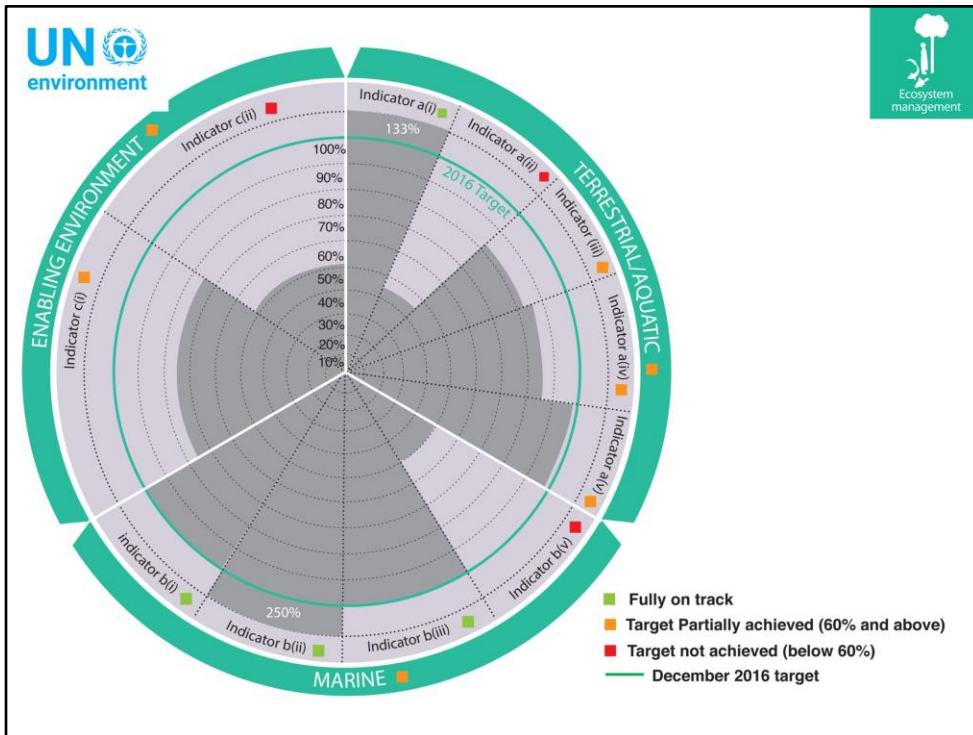 UN
environment
Ecosystem
management
ENABLING ENVIRONMENT
TERRESTRIAL/AQUATIC
MARINE
Indicator c(ii)
Indicator a(i)
Indicator a(ii)
Indicator (iii)
Indicator a(iv)
Indicator a(v)
Indicator b(v)
Indicator b(iii)
Indicator b(ii)
Indicator b(i)
Indicator c(i)
133%
2016 Target
100%
90%
80%
70%
60%
50%
40%
30%
20%
10%
250%
Fully on track
Target Partially achieved (60% and above)
Target not achieved (below 60%)
December 2016 target